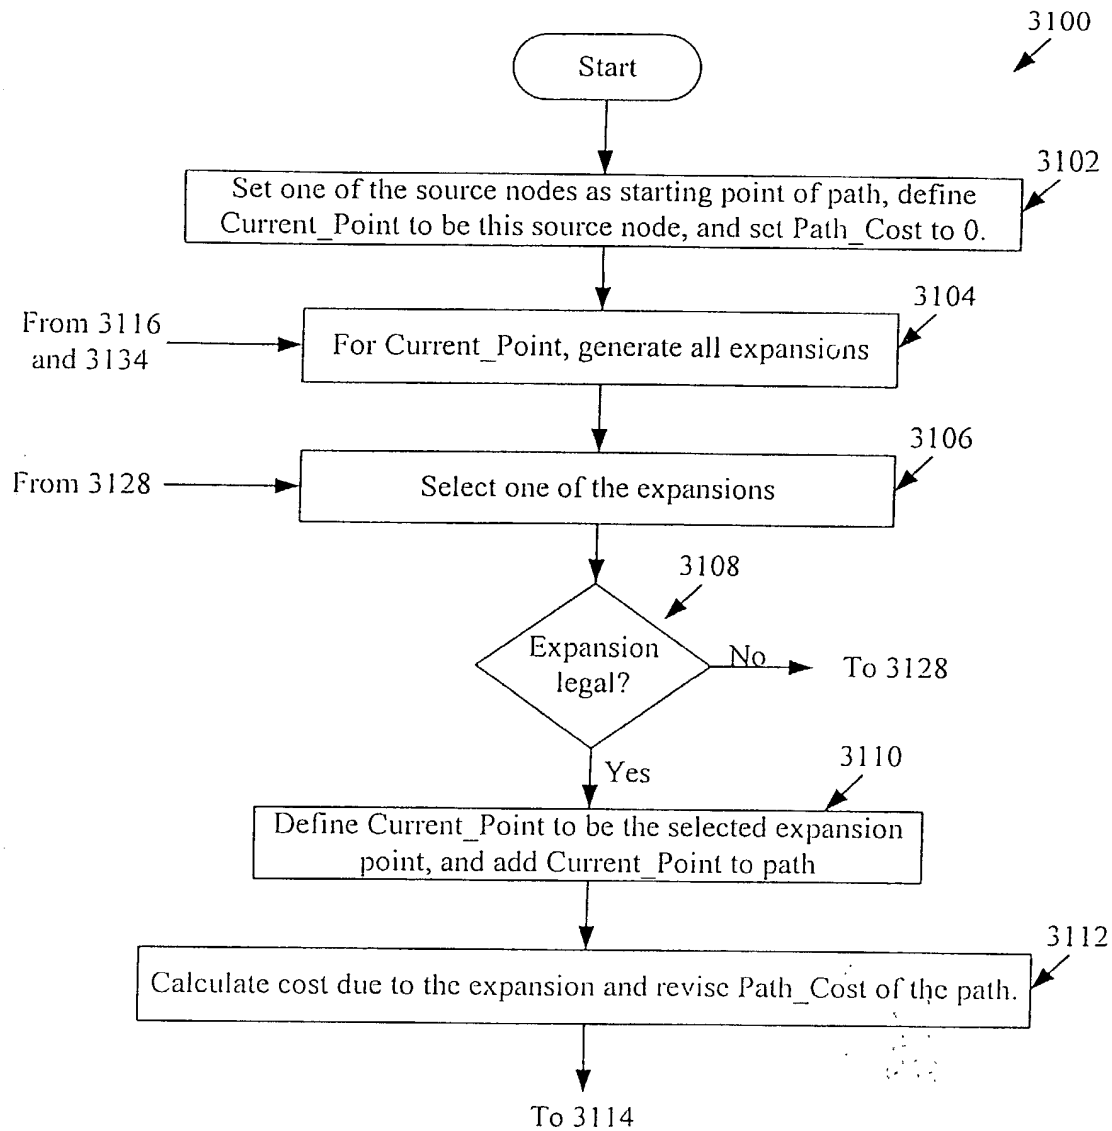 3100
Start
3102
Set one of the source nodes as starting point of path, define
Current_Point to be this source node, and set Path_Cost to 0.
3104
From 3116
and 3134
For Current_Point, generate all expansions
3106
From 3128
Select one of the expansions
3108
Expansion
legal?
No
To 3128
Yes
3110
Define Current_Point to be the selected expansion
point, and add Current_Point to path
3112
Calculate cost due to the expansion and revise Path_Cost of the path.
To 3114